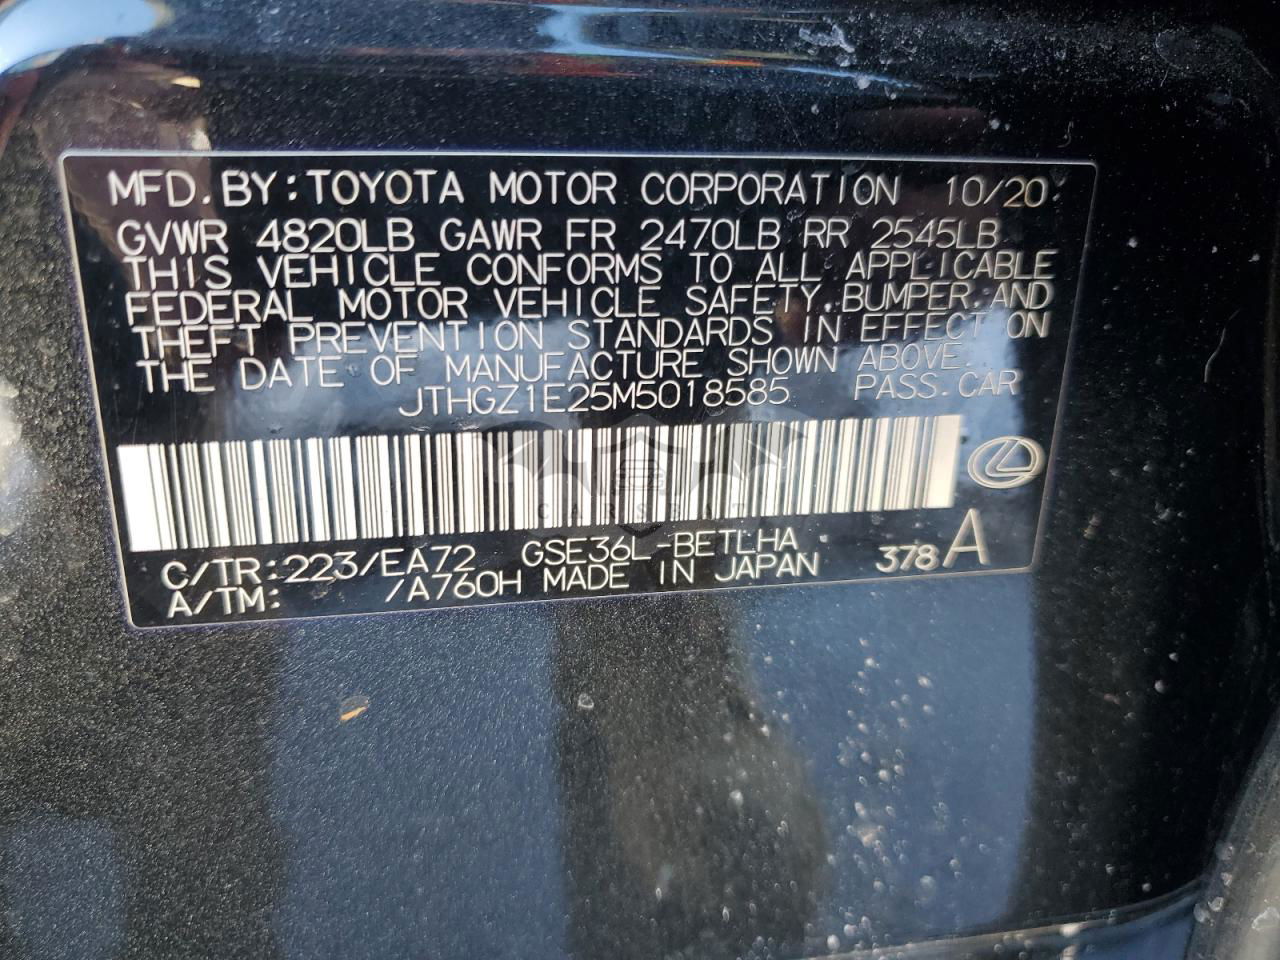 MFD. BY: TOYOTA MOTOR CORPORATION 10/20
GVWR 4820LB GAWR FR 2470LB RR 2545LB
THIS VEHICLE CONFORMS TO ALL APPLICABLE
FEDERAL MOTOR VEHICLE SAFETY, BUMPER, AND
THEFT PREVENTION STANDARDS IN EFFECT ON
THE DATE OF MANUFACTURE SHOWN ABOVE.
JTHGZ1E25M5018585 PASS. CAR
CARSBAT
C/TR: 223/EA72 GSE36L-BETLHA 378 A
A/TM: /A760H MADE IN JAPAN